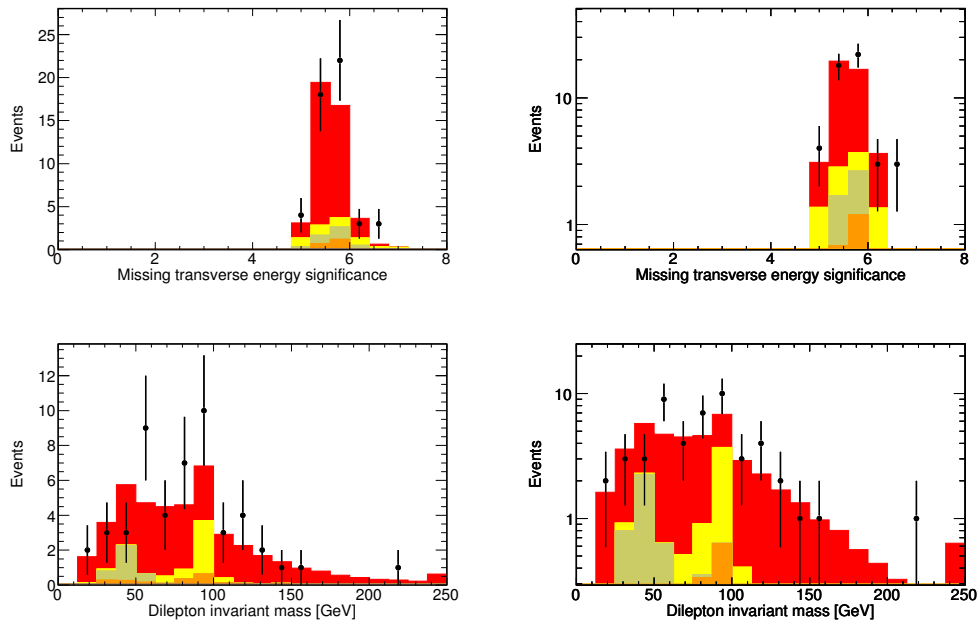 25
20
15
10
5
0
Events
0 2 4 6 8
Missing transverse energy significance
10
1
Events
0 2 4 6 8
Missing transverse energy significance
12
10
8
6
4
2
0
Events
0 50 100 150 200 250
Dilepton invariant mass [GeV]
10
1
Events
0 50 100 150 200 250
Dilepton invariant mass [GeV]